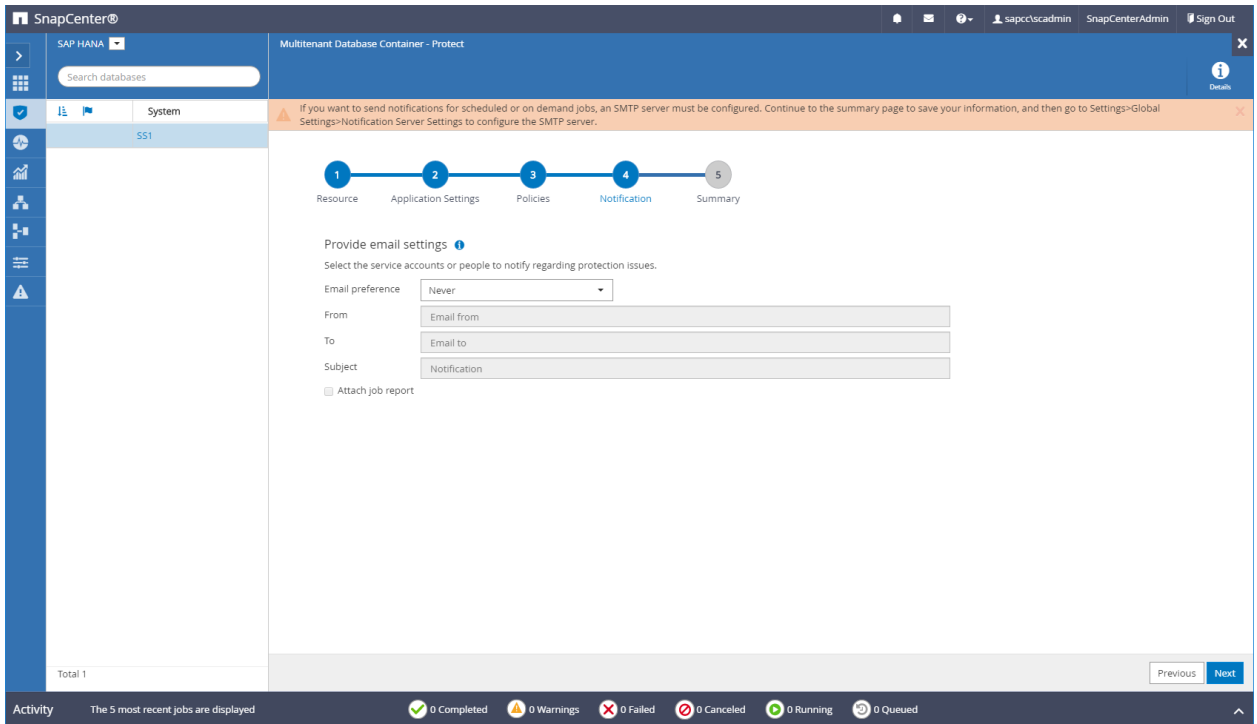 SnapCenter®
sapcc\scadmin
SnapCenterAdmin
Sign Out
SAP HANA
Multitenant Database Container - Protect
Search databases
Details
System
SS1
If you want to send notifications for scheduled or on demand jobs, an SMTP server must be configured. Continue to the summary page to save your information, and then go to Settings>Global
Settings>Notification Server Settings to configure the SMTP server.
1
2
3
4
5
Resource
Application Settings
Policies
Notification
Summary
Provide email settings
Select the service accounts or people to notify regarding protection issues.
Email preference
Never
From
Email from
To
Email to
Subject
Notification
Attach job report
Total 1
Previous
Next
Activity
The 5 most recent jobs are displayed
0 Completed
0 Warnings
0 Failed
0 Canceled
0 Running
0 Queued